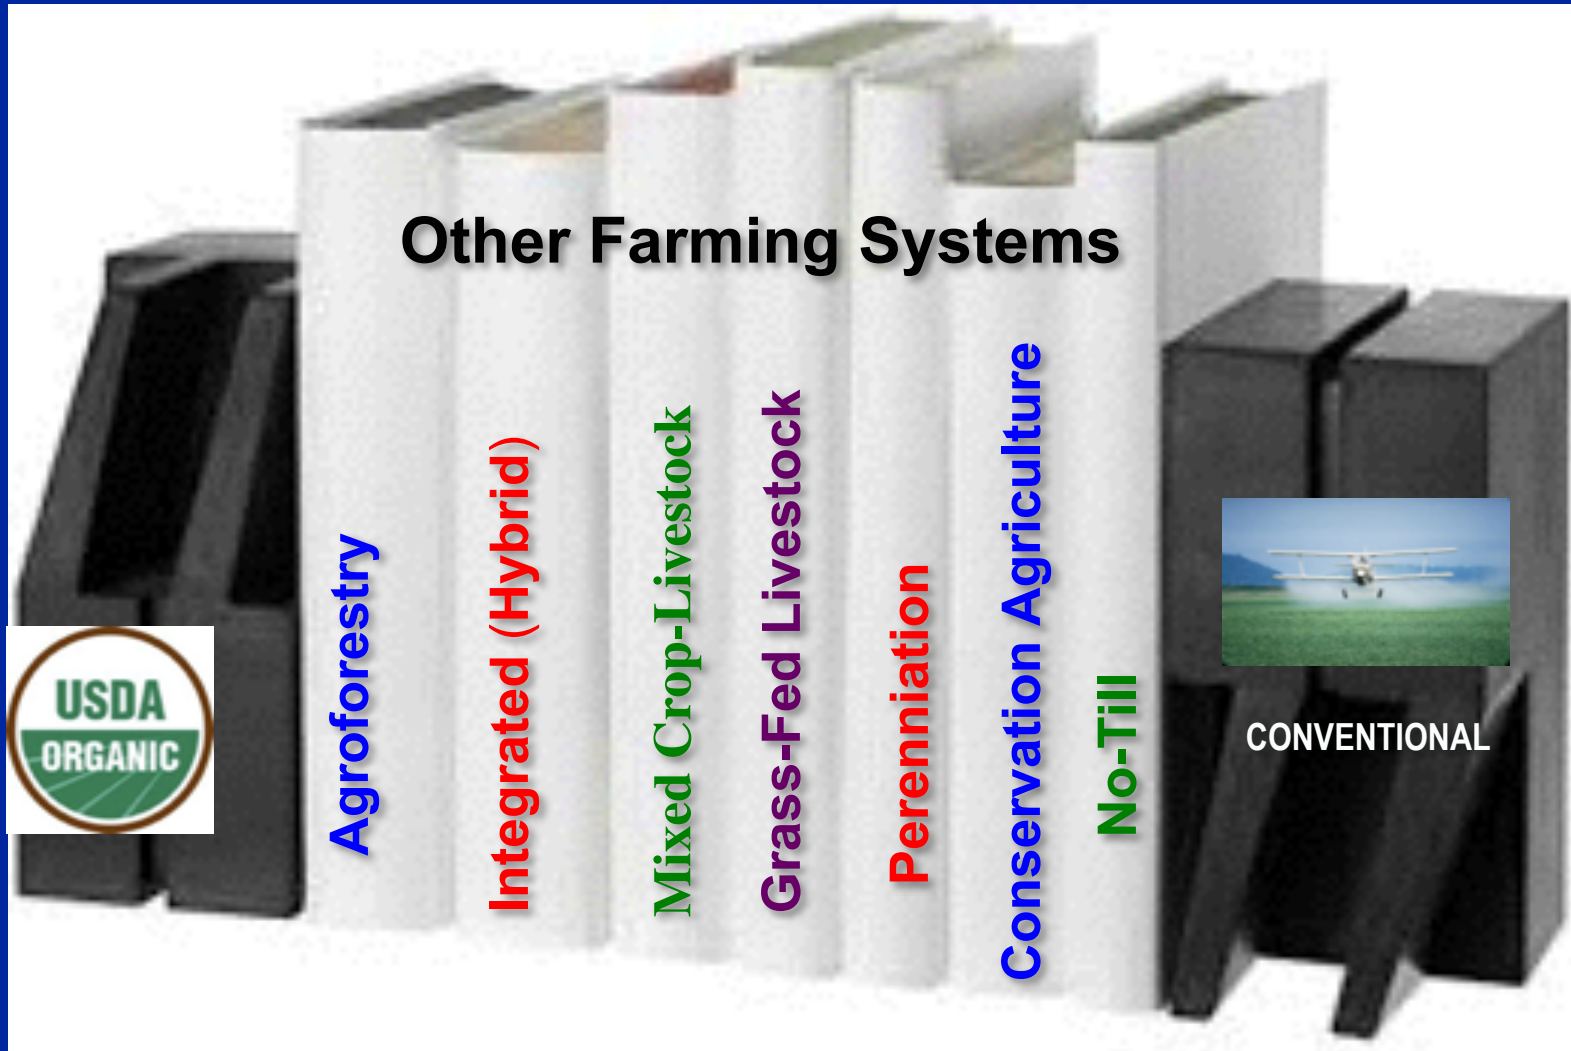 Other Farming Systems
USDA
ORGANIC
Agroforestry
Integrated (Hybrid)
Mixed Crop-Livestock
Grass-Fed Livestock
Perenniation
Conservation Agriculture
No-Till
CONVENTIONAL